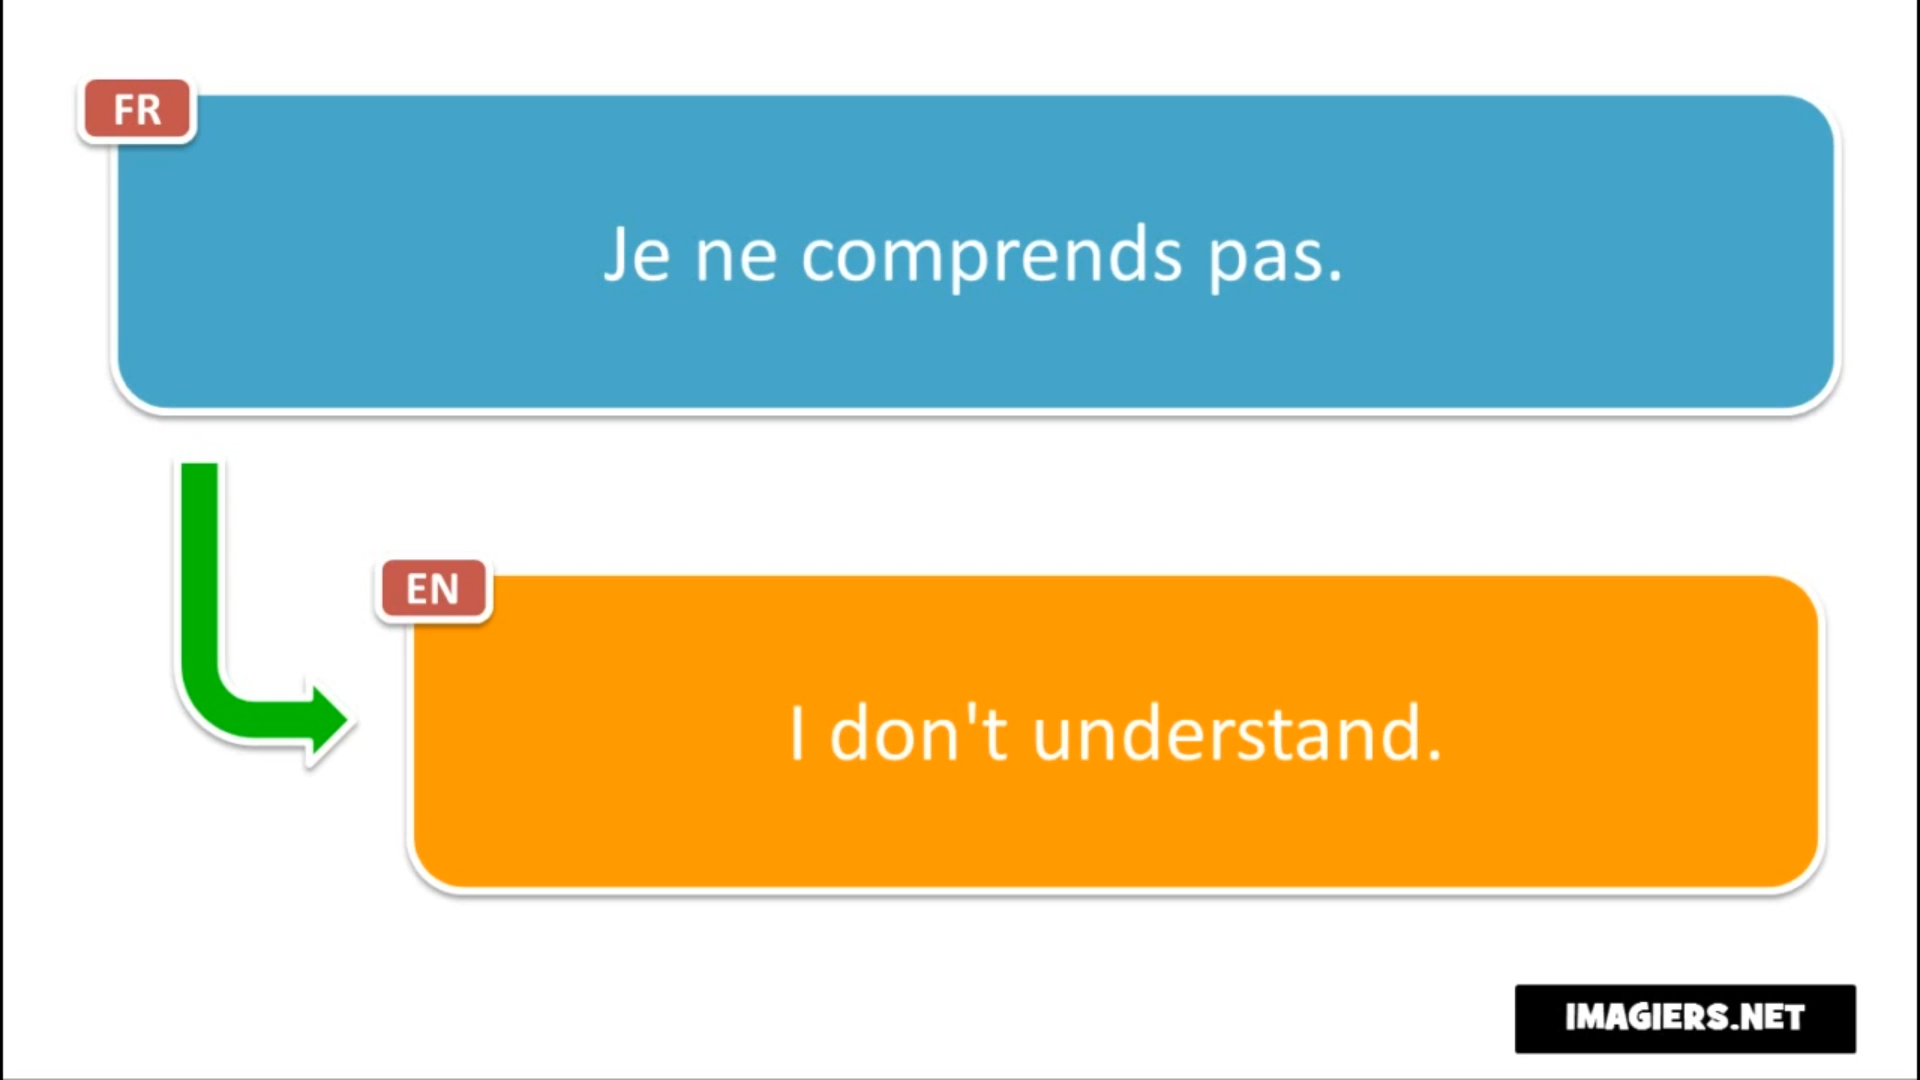 FR
Je ne comprends pas.
EN
I don't understand.
IMAGIERS.NET